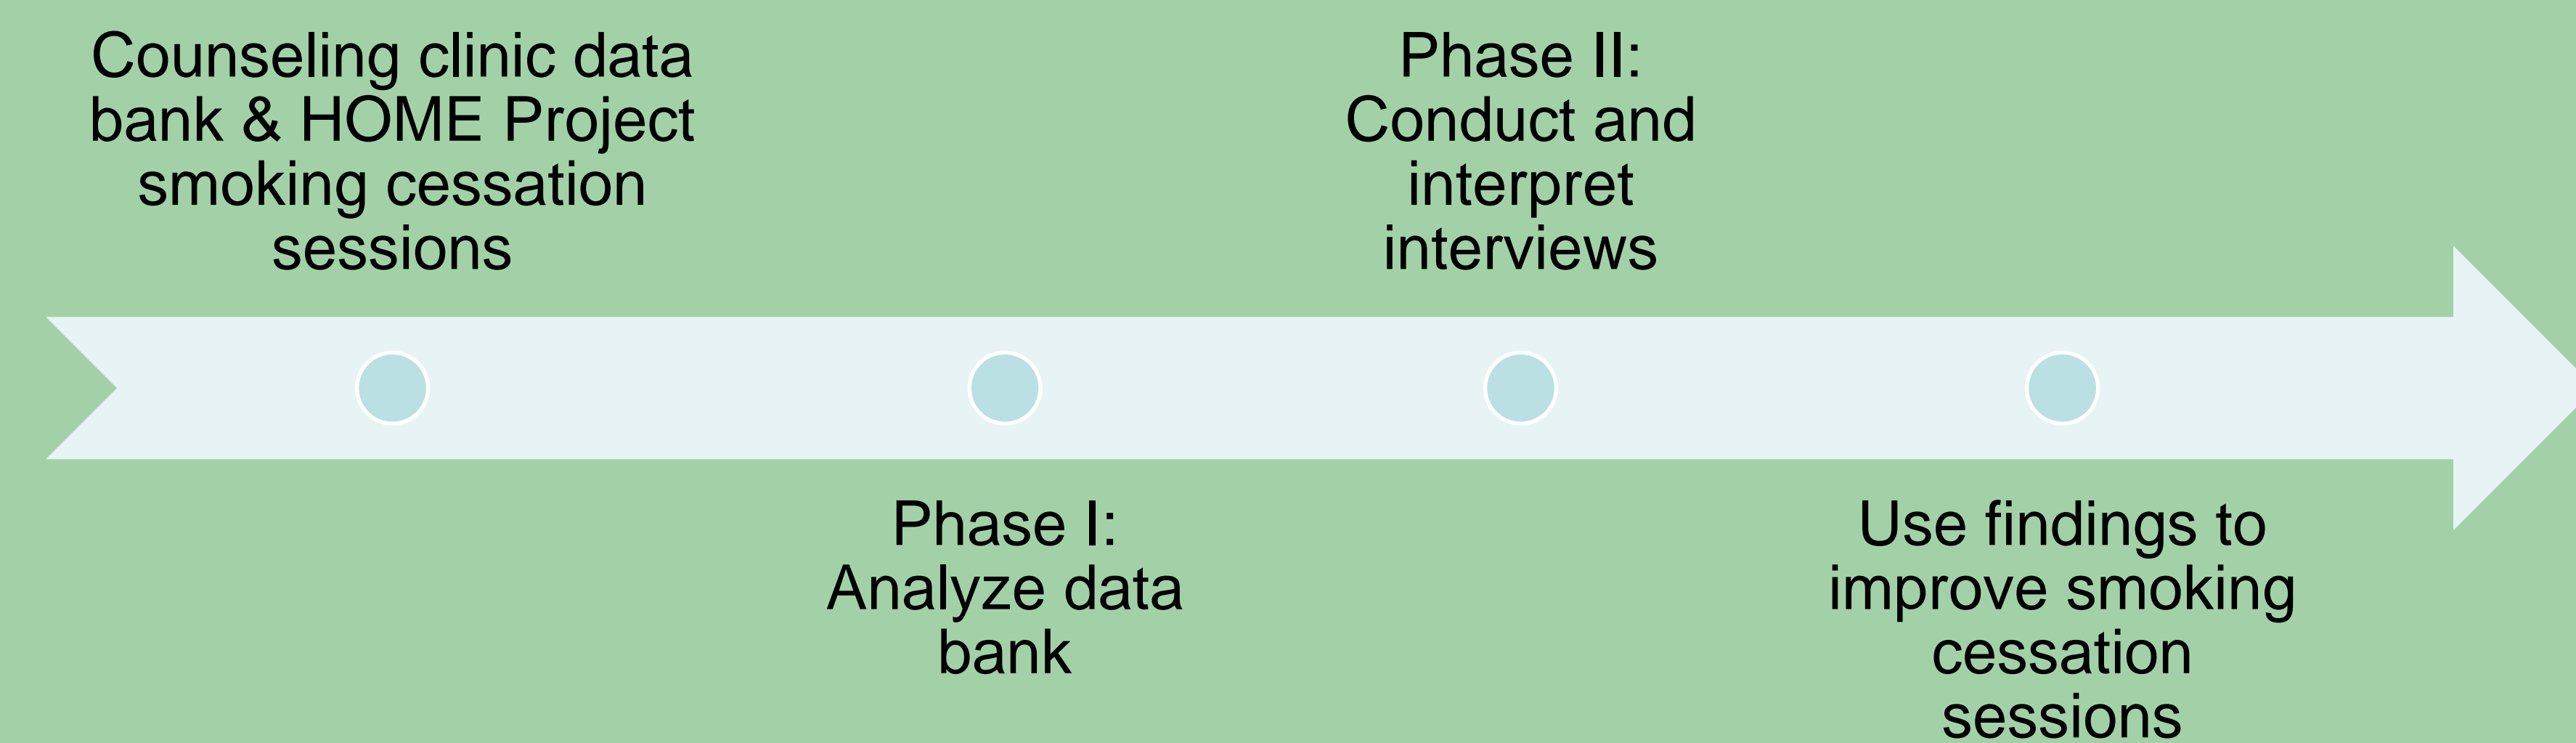 Counseling clinic data
bank & HOME Project
smoking cessation
sessions
Phase I:
Analyze data
bank
Phase II:
Conduct and
interpret
interviews
Use findings to
improve smoking
cessation
sessions